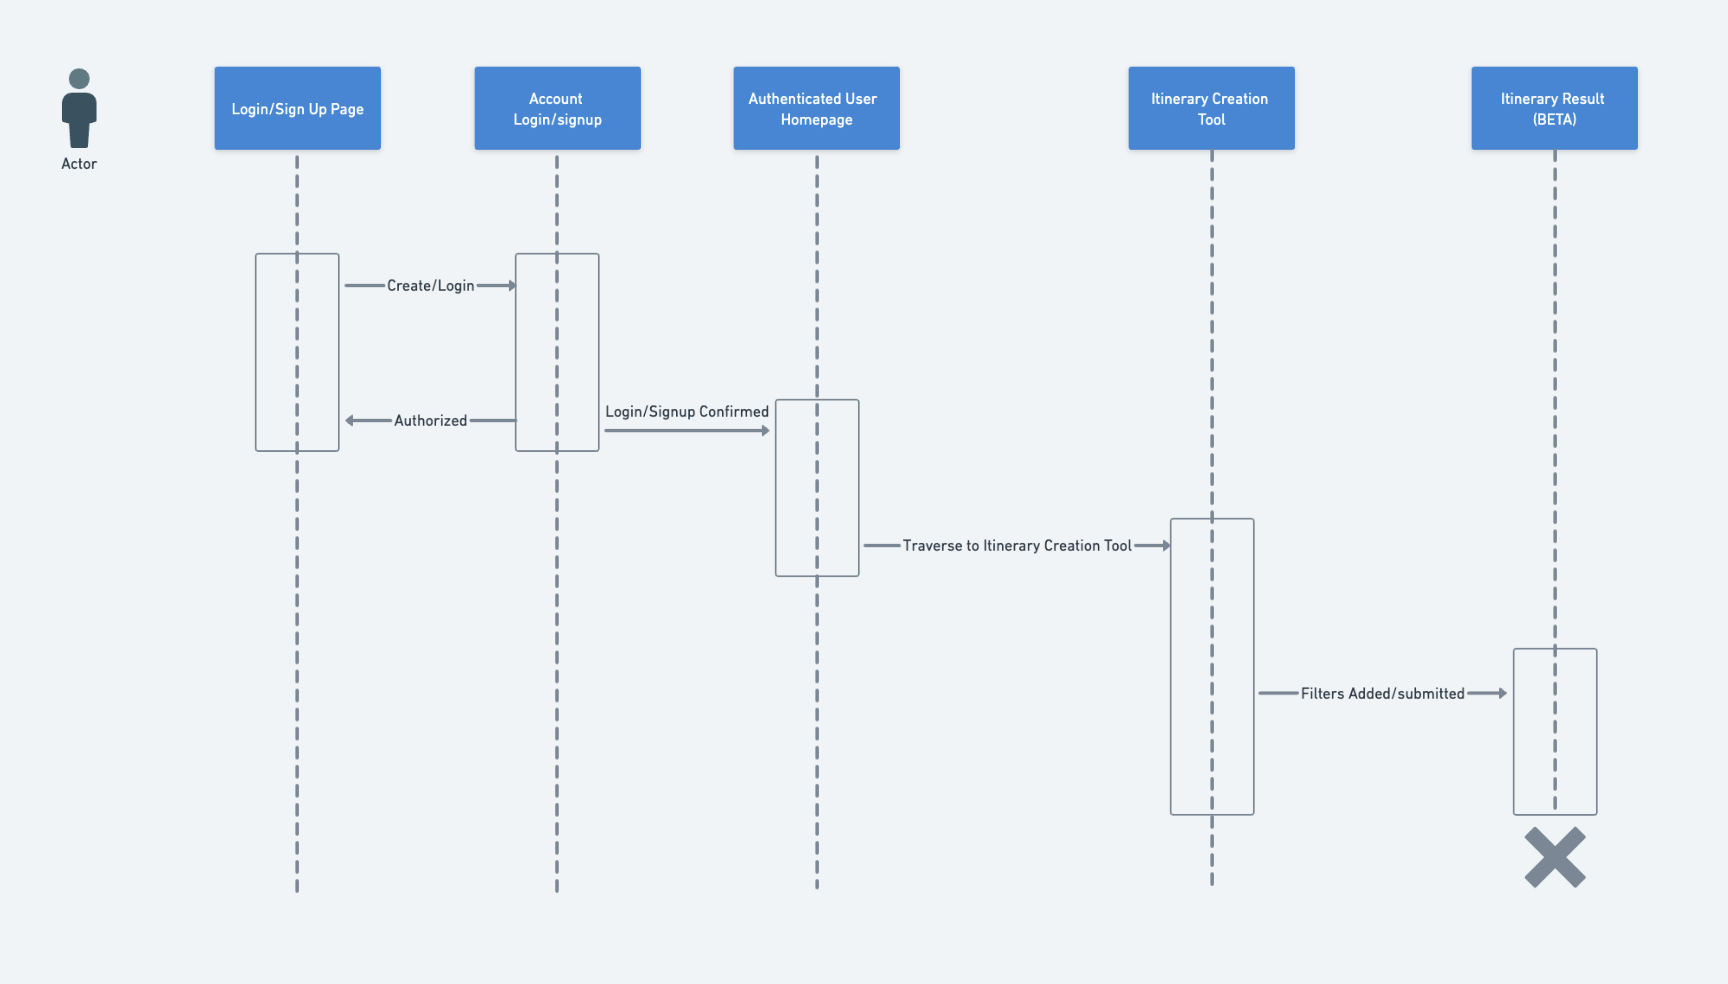 Actor
Login/Sign Up Page
Account
Login/signup
Authenticated User
Homepage
Itinerary Creation
Tool
Itinerary Result
(BETA)
Create/Login
Authorized
Login/Signup Confirmed
Traverse to Itinerary Creation Tool
Filters Added/submitted